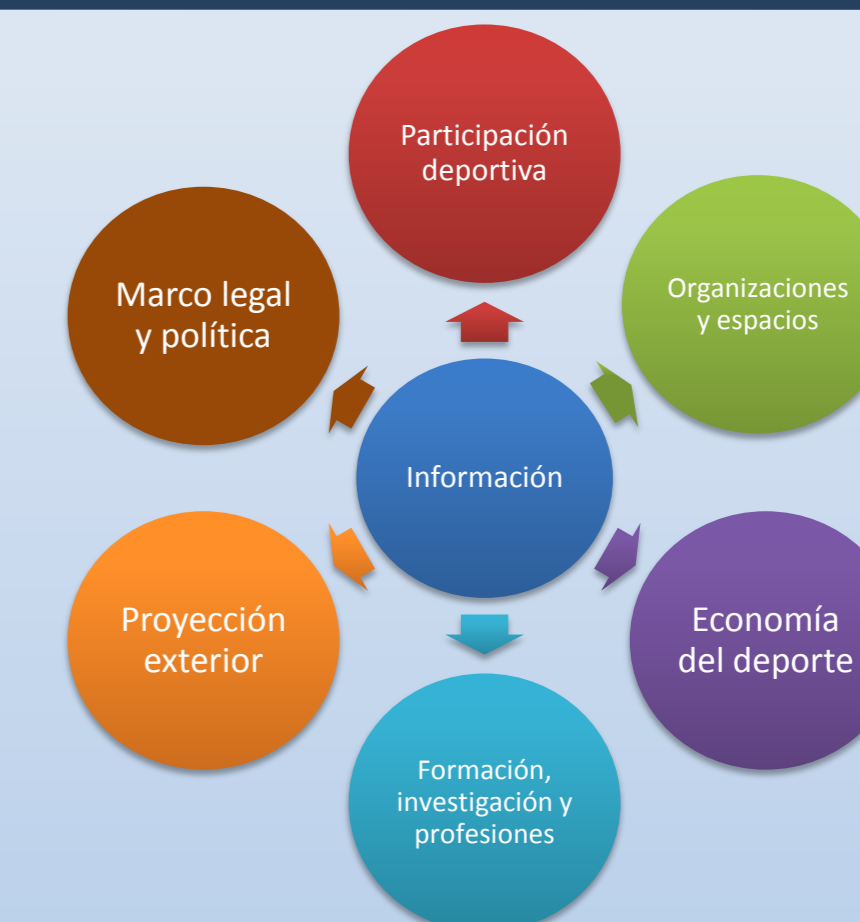 Participación
deportiva
Organizaciones
y espacios
Economía
del deporte
Formación,
investigación y
profesiones
Proyección
exterior
Marco legal
y política
Información